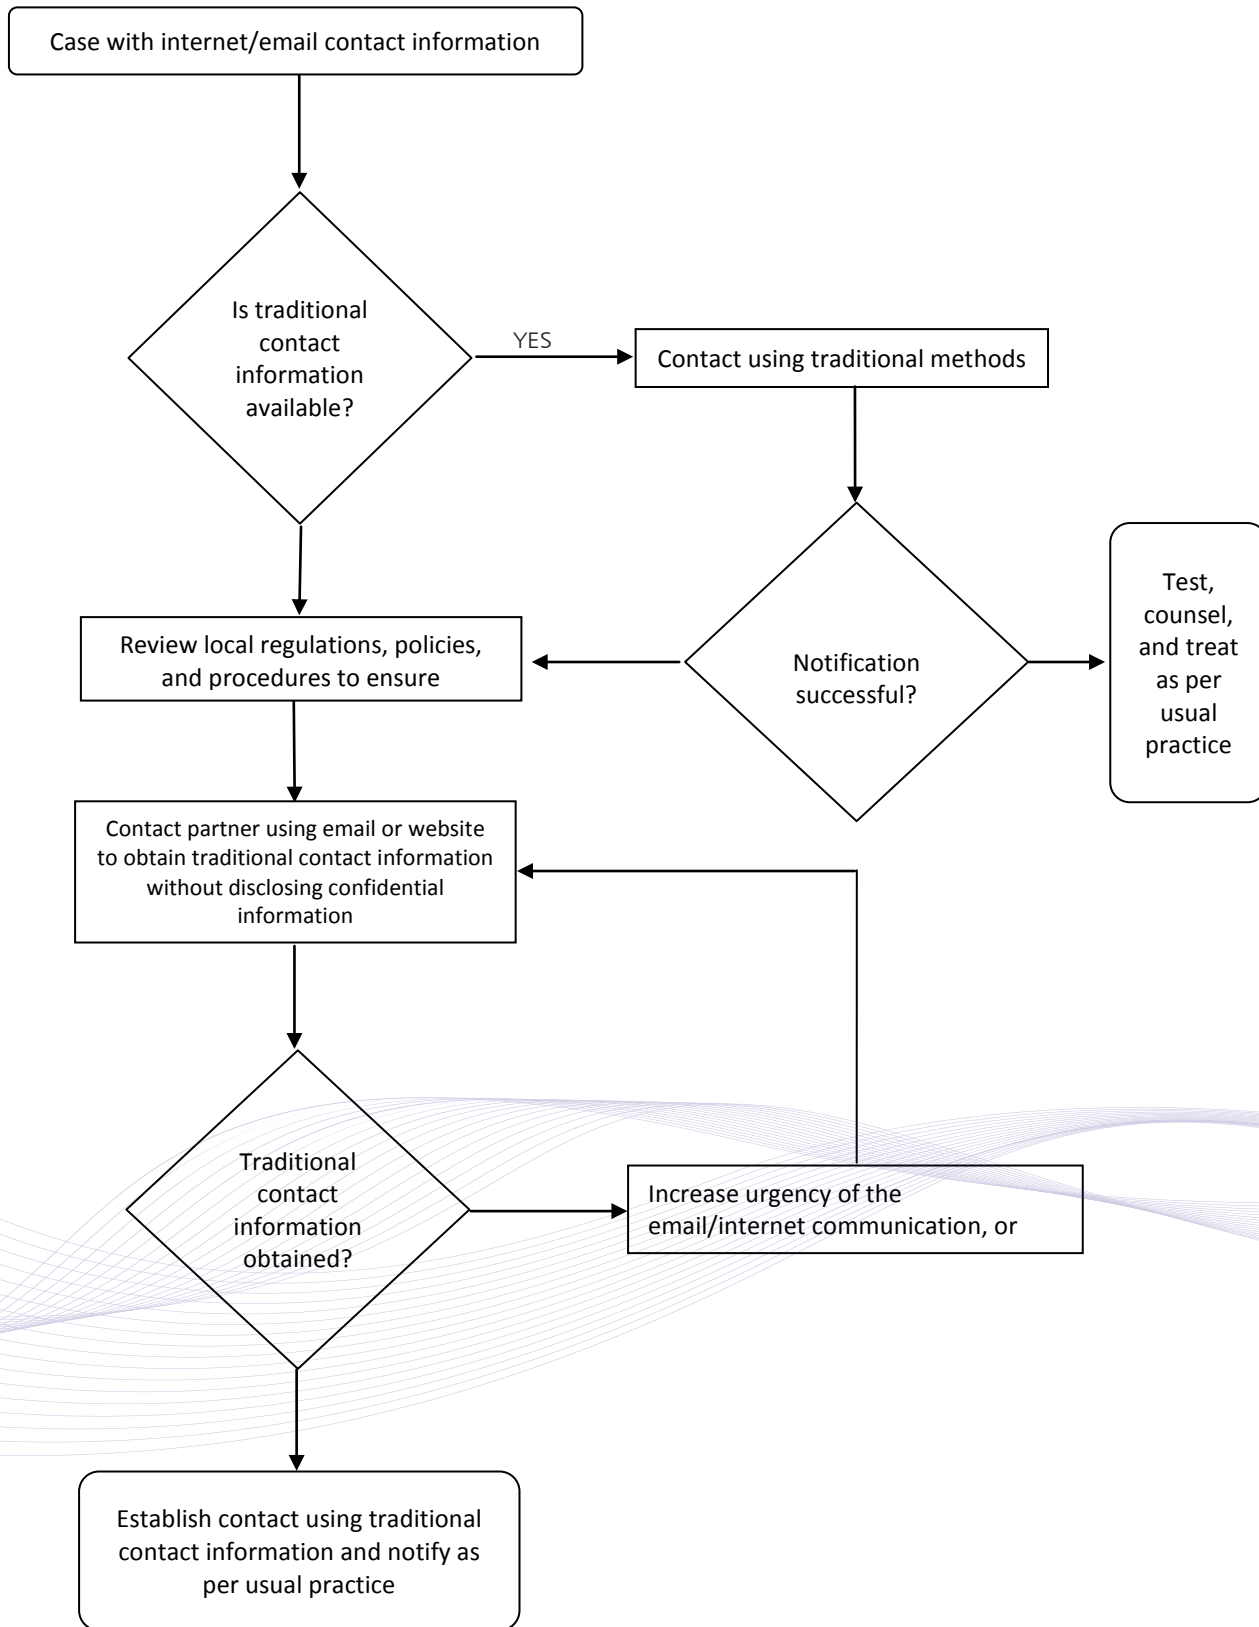 Case with internet/email contact information
Is traditional
contact
information
available?
YES
Contact using traditional methods
Review local regulations, policies,
and procedures to ensure
Notification
successful?
Test,
counsel,
and treat
as per
usual
practice
Contact partner using email or website
to obtain traditional contact information
without disclosing confidential
information
Traditional
contact
information
obtained?
Increase urgency of the
email/internet communication, or
Establish contact using traditional
contact information and notify as
per usual practice